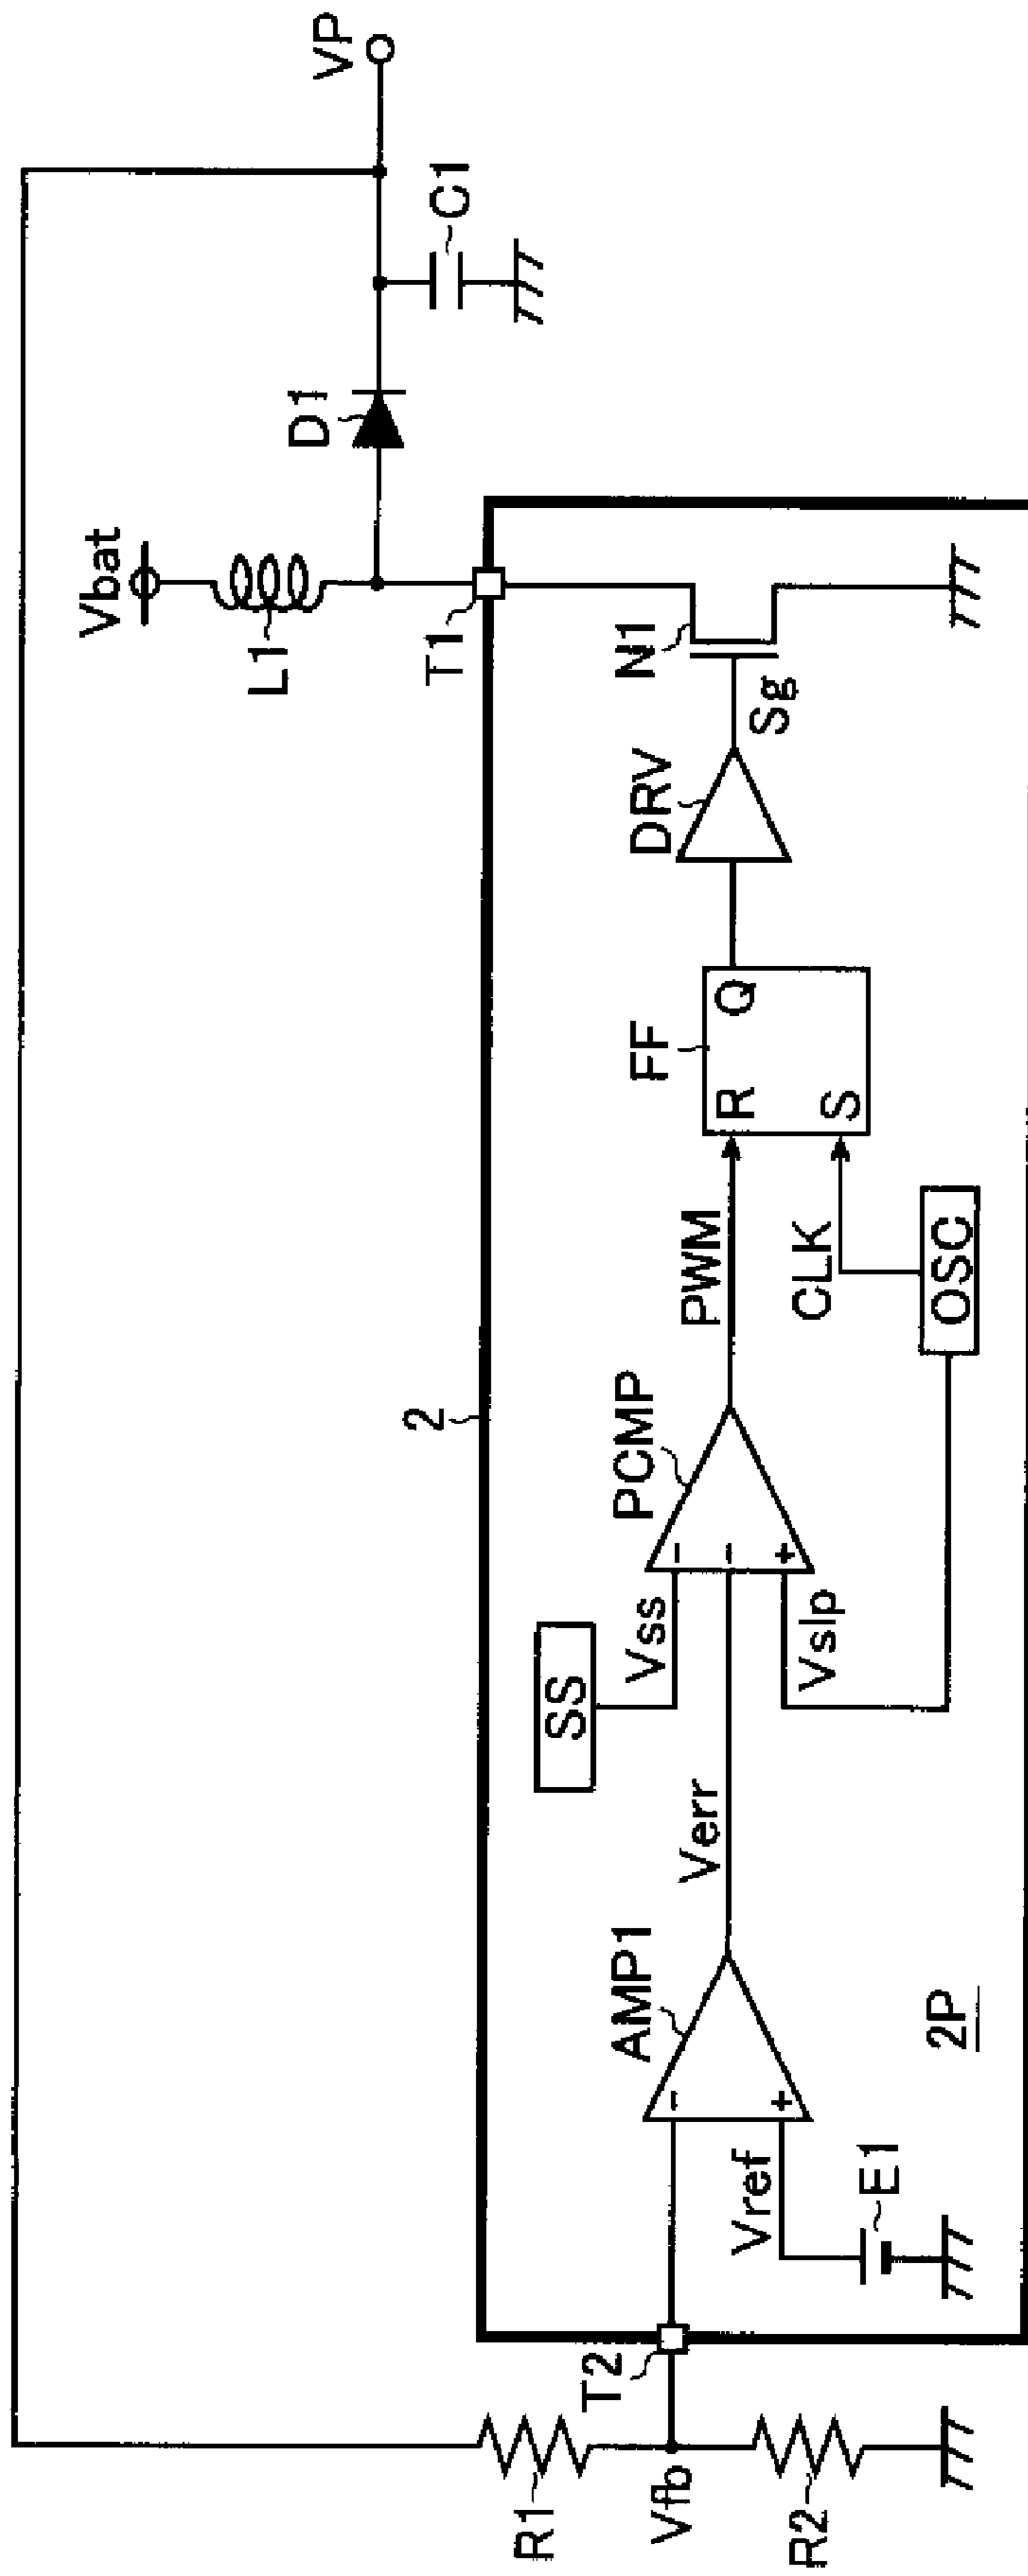 Vbat
L1
D1
VP
C1
T1
2
SS
Vss
PCMP
PWM
FF
R
Q
S
DRV
N1
Sg
AMP1
Verr
-
+
-
-
+
Vslp
CLK
OSC
Vref
E1
2P
T2
R1
Vfb
R2